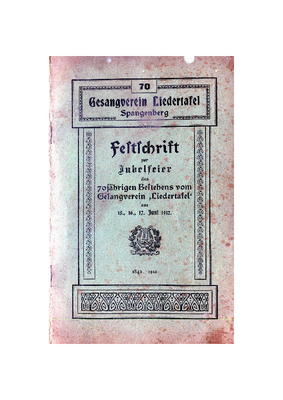 70
Gesangverein Liedertafel
Spangenberg
Festschrift
zur
Jubelfeier
des
70jährigen Bestehens vom
Gesangverein „Liedertafel“
am
15., 16., 17. Juni 1912.
1842 1912